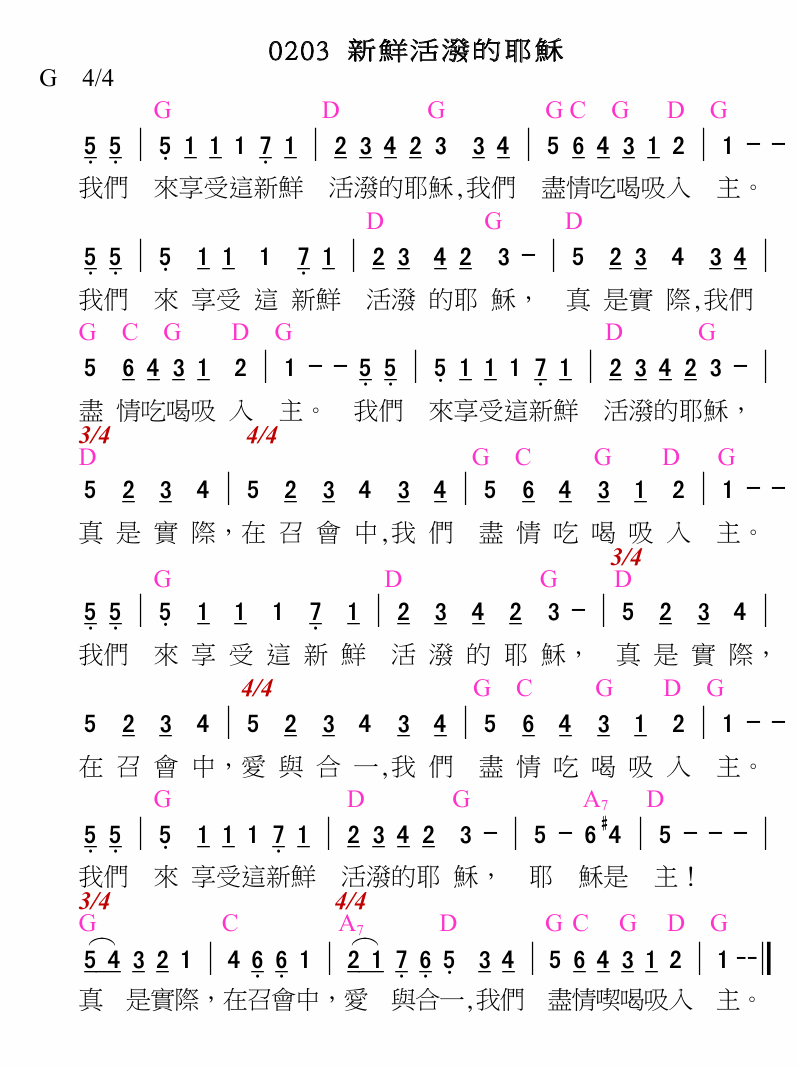 0203 新鮮活潑的耶穌
G 4/4
G D G G C G D G
5 5 | 5 1 1 1 7 1 | 2 3 4 2 3 3 4 | 5 6 4 3 1 2 | 1 - -
我們 來享受這新鮮 活潑的耶穌,我們 盡情吃喝吸入 主。
D G D
5 5 | 5 1 1 1 7 1 | 2 3 4 2 3 - | 5 2 3 4 3 4 |
我們 來 享受 這 新鮮 活潑 的耶 穌, 真 是實 際,我們
G C G D G D G
5 6 4 3 1 2 | 1 - - 5 5 | 5 1 1 1 7 1 | 2 3 4 2 3 - |
盡 情吃喝吸 入 主。 我們 來享受這新鮮 活潑的耶穌,
3/4 4/4
D G C G D G
5 2 3 4 | 5 2 3 4 3 4 | 5 6 4 3 1 2 | 1 - -
真 是 實 際,在 召 會 中,我 們 盡 情 吃 喝 吸 入 主。
3/4
G D G D
5 5 | 5 1 1 1 7 1 | 2 3 4 2 3 - | 5 2 3 4 |
我們 來 享 受 這 新 鮮 活 潑 的 耶 穌, 真 是 實 際,
4/4 G C G D G
5 2 3 4 | 5 2 3 4 3 4 | 5 6 4 3 1 2 | 1 - -
在 召 會 中,愛 與 合 一,我 們 盡 情 吃 喝 吸 入 主。
G D G A7 D
5 5 | 5 1 1 1 7 1 | 2 3 4 2 3 - | 5 - 6 #4 | 5 - - - |
我們 來 享受這新鮮 活潑的耶 穌, 耶 穌是 主!
3/4 4/4
G C A7 D G C G D G
5 4 3 2 1 | 4 6 6 1 | 2 1 7 6 5 3 4 | 5 6 4 3 1 2 | 1 -- ‖
真 是實際,在召會中,愛 與合一,我們 盡情喫喝吸入 主。